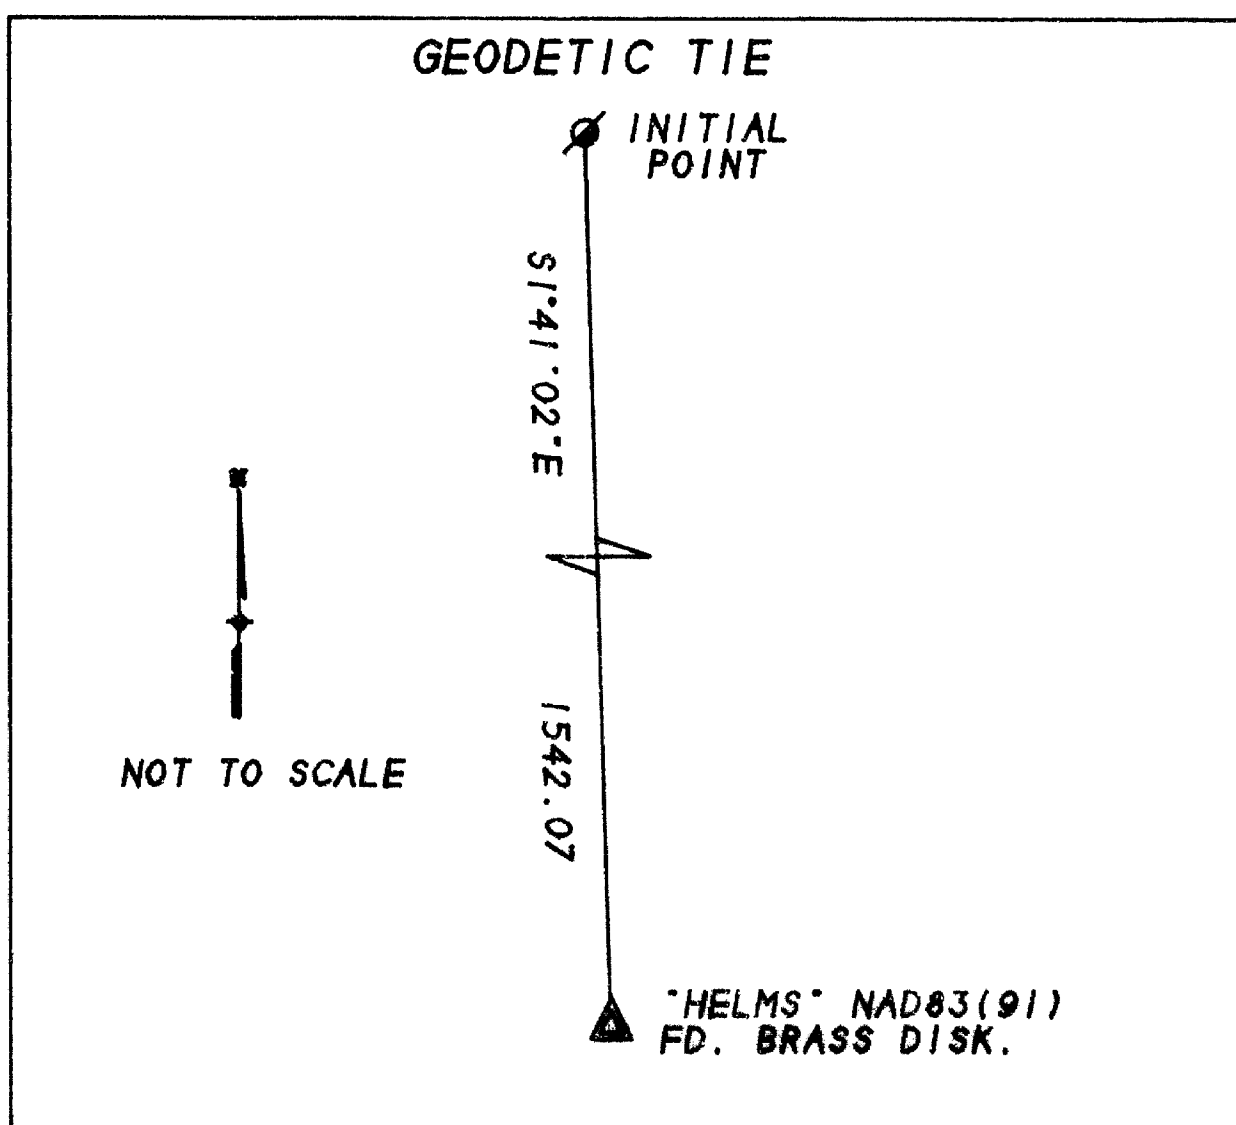 GEODETIC TIE
INITIAL
POINT
S1°41'02"E
NOT TO SCALE
1542.07
"HELMS" NAD83(91)
FD. BRASS DISK.